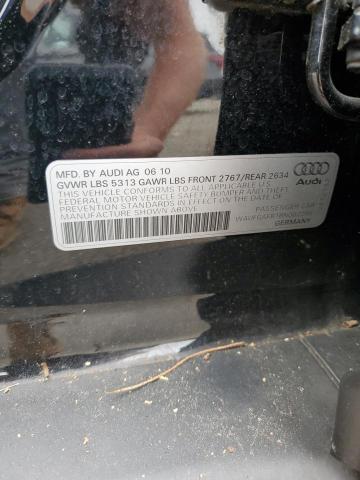 MFD. BY AUDI AG 06 10
GVWR LBS 5313 GAWR LBS FRONT 2767/REAR 2634
THIS VEHICLE CONFORMS TO ALL APPLICABLE U.S.
FEDERAL MOTOR VEHICLE SAFETY BUMPER AND THEFT
PREVENTION STANDARDS IN EFFECT ON THE DATE OF
MANUFACTURE SHOWN ABOVE.
Audi
PASSENGER CAR
GERMANY